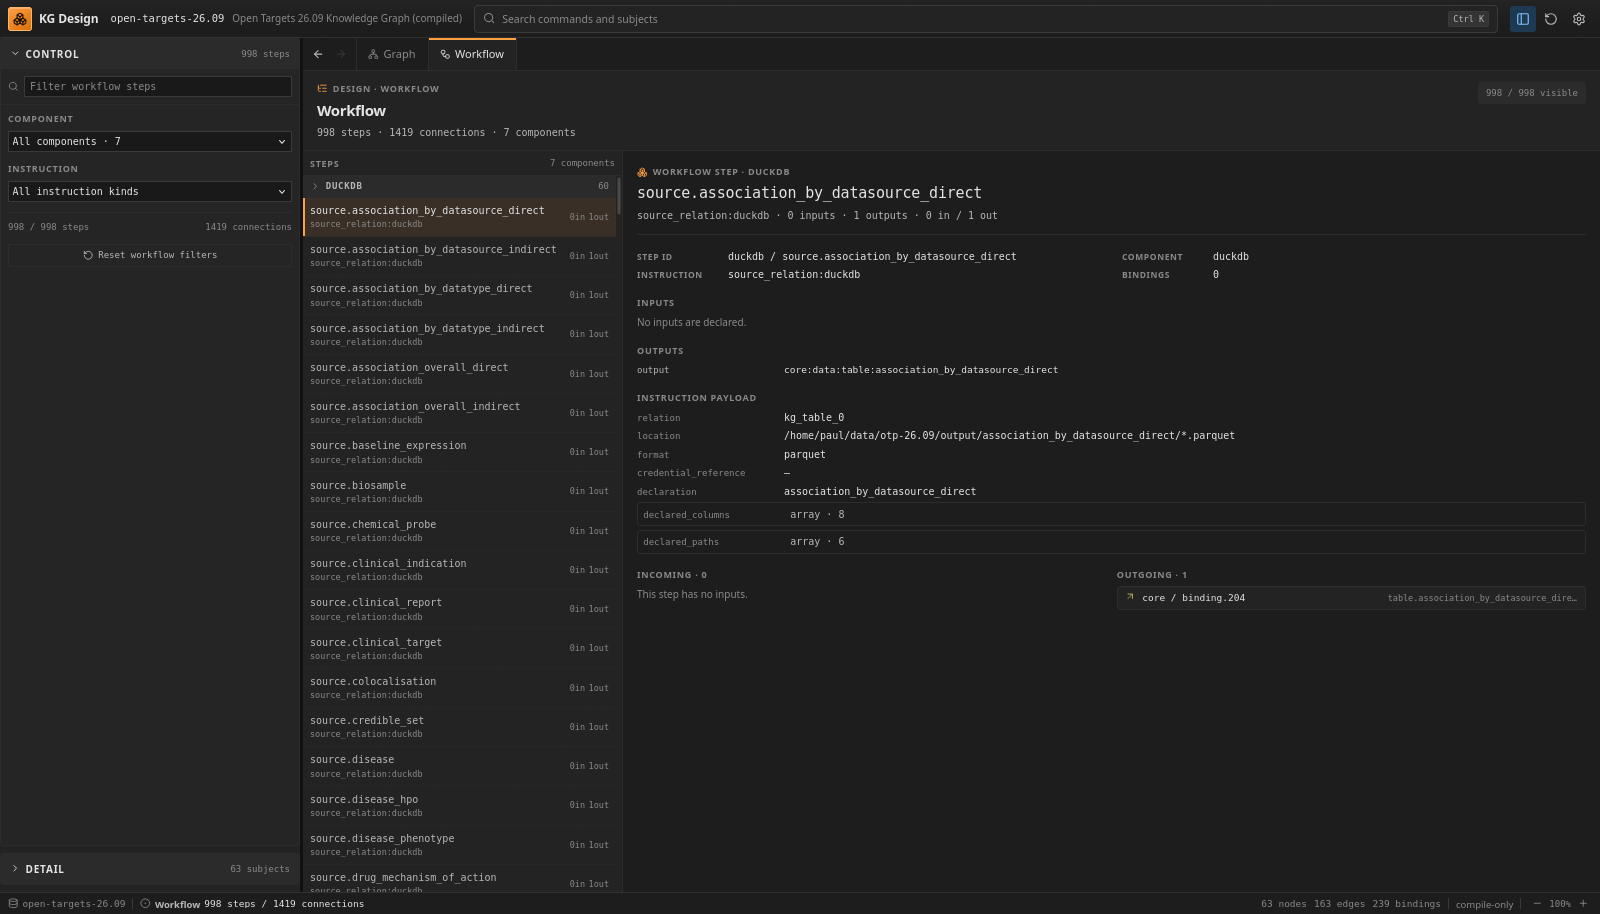 KG Design open-targets-26.09 Open Targets 26.09 Knowledge Graph (compiled) Search commands and subjects Ctrl K
CONTROL 998 steps
Filter workflow steps
COMPONENT
All components · 7
INSTRUCTION
All instruction kinds
998 / 998 steps 1419 connections
Reset workflow filters
DETAIL 63 subjects
Graph Workflow
DESIGN · WORKFLOW
Workflow
998 steps · 1419 connections · 7 components
998 / 998 visible
STEPS 7 components
DUCKDB 60
source.association_by_datasource_direct
source_relation:duckdb 0in 1out
source.association_by_datasource_indirect
source_relation:duckdb 0in 1out
source.association_by_datatype_direct
source_relation:duckdb 0in 1out
source.association_by_datatype_indirect
source_relation:duckdb 0in 1out
source.association_overall_direct
source_relation:duckdb 0in 1out
source.association_overall_indirect
source_relation:duckdb 0in 1out
source.baseline_expression
source_relation:duckdb 0in 1out
source.biosample
source_relation:duckdb 0in 1out
source.chemical_probe
source_relation:duckdb 0in 1out
source.clinical_indication
source_relation:duckdb 0in 1out
source.clinical_report
source_relation:duckdb 0in 1out
source.clinical_target
source_relation:duckdb 0in 1out
source.colocalisation
source_relation:duckdb 0in 1out
source.credible_set
source_relation:duckdb 0in 1out
source.disease
source_relation:duckdb 0in 1out
source.disease_hpo
source_relation:duckdb 0in 1out
source.disease_phenotype
source_relation:duckdb 0in 1out
source.drug_mechanism_of_action
source_relation:duckdb 0in 1out
WORKFLOW STEP · DUCKDB
source.association_by_datasource_direct
source_relation:duckdb · 0 inputs · 1 outputs · 0 in / 1 out
STEP ID duckdb / source.association_by_datasource_direct COMPONENT duckdb
INSTRUCTION source_relation:duckdb BINDINGS 0
INPUTS
No inputs are declared.
OUTPUTS
output core:data:table:association_by_datasource_direct
INSTRUCTION PAYLOAD
relation kg_table_0
location /home/paul/data/otp-26.09/output/association_by_datasource_direct/*.parquet
format parquet
credential_reference —
declaration association_by_datasource_direct
declared_columns array · 8
declared_paths array · 6
INCOMING · 0 OUTGOING · 1
This step has no inputs. core / binding.204 table.association_by_datasource_dire…
open-targets-26.09 Workflow 998 steps / 1419 connections 63 nodes 163 edges 239 bindings compile-only − 100% +